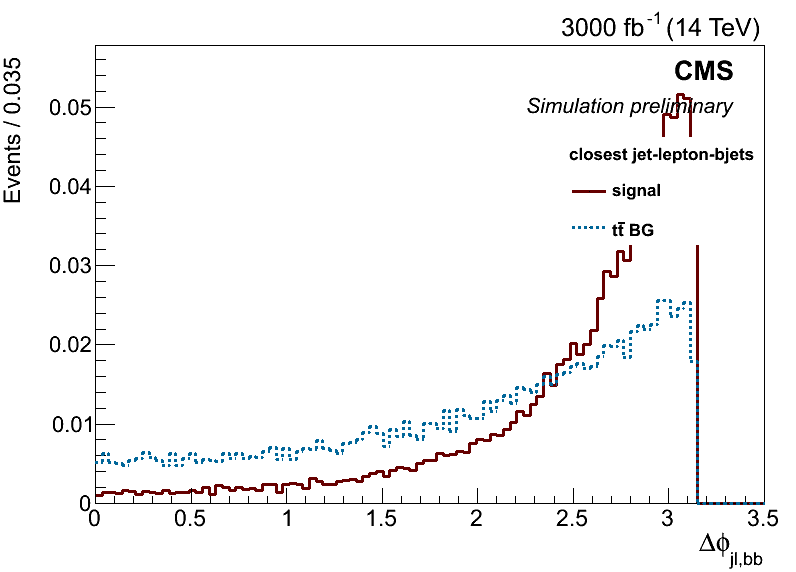 3000 fb⁻¹ (14 TeV)
CMS
Simulation preliminary
closest jet-lepton-bjets
signal
tt̄ BG
Events / 0.035
0.05
0.04
0.03
0.02
0.01
0
0 0.5 1 1.5 2 2.5 3 3.5
Δϕ_jl,bb